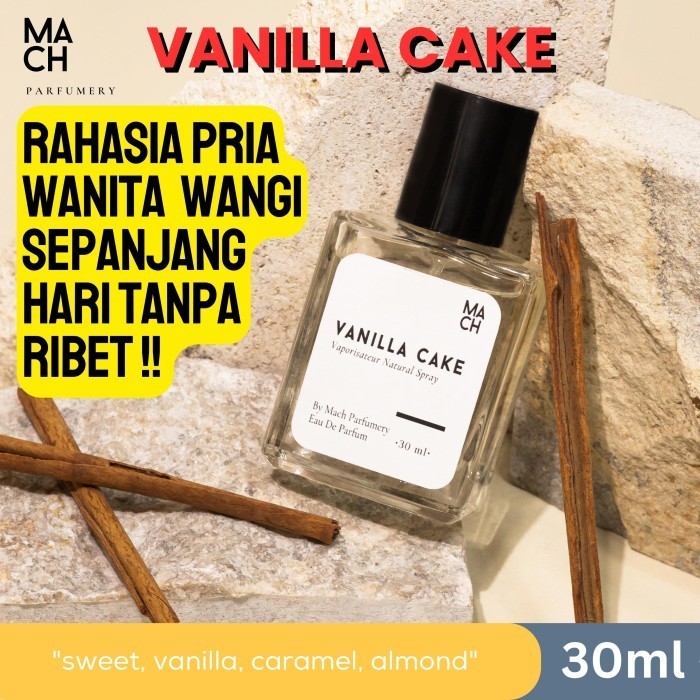 MA
CH
PARFUMERY
VANILLA CAKE
RAHASIA PRIA
WANITA WANGI
SEPANJANG
HARI TANPA
RIBET !!
MA
CH
VANILLA CAKE
Vaporisateur Natural Spray
By Mach Parfumery
Eau De Parfum
·30 ml·
"sweet, vanilla, caramel, almond"
30ml